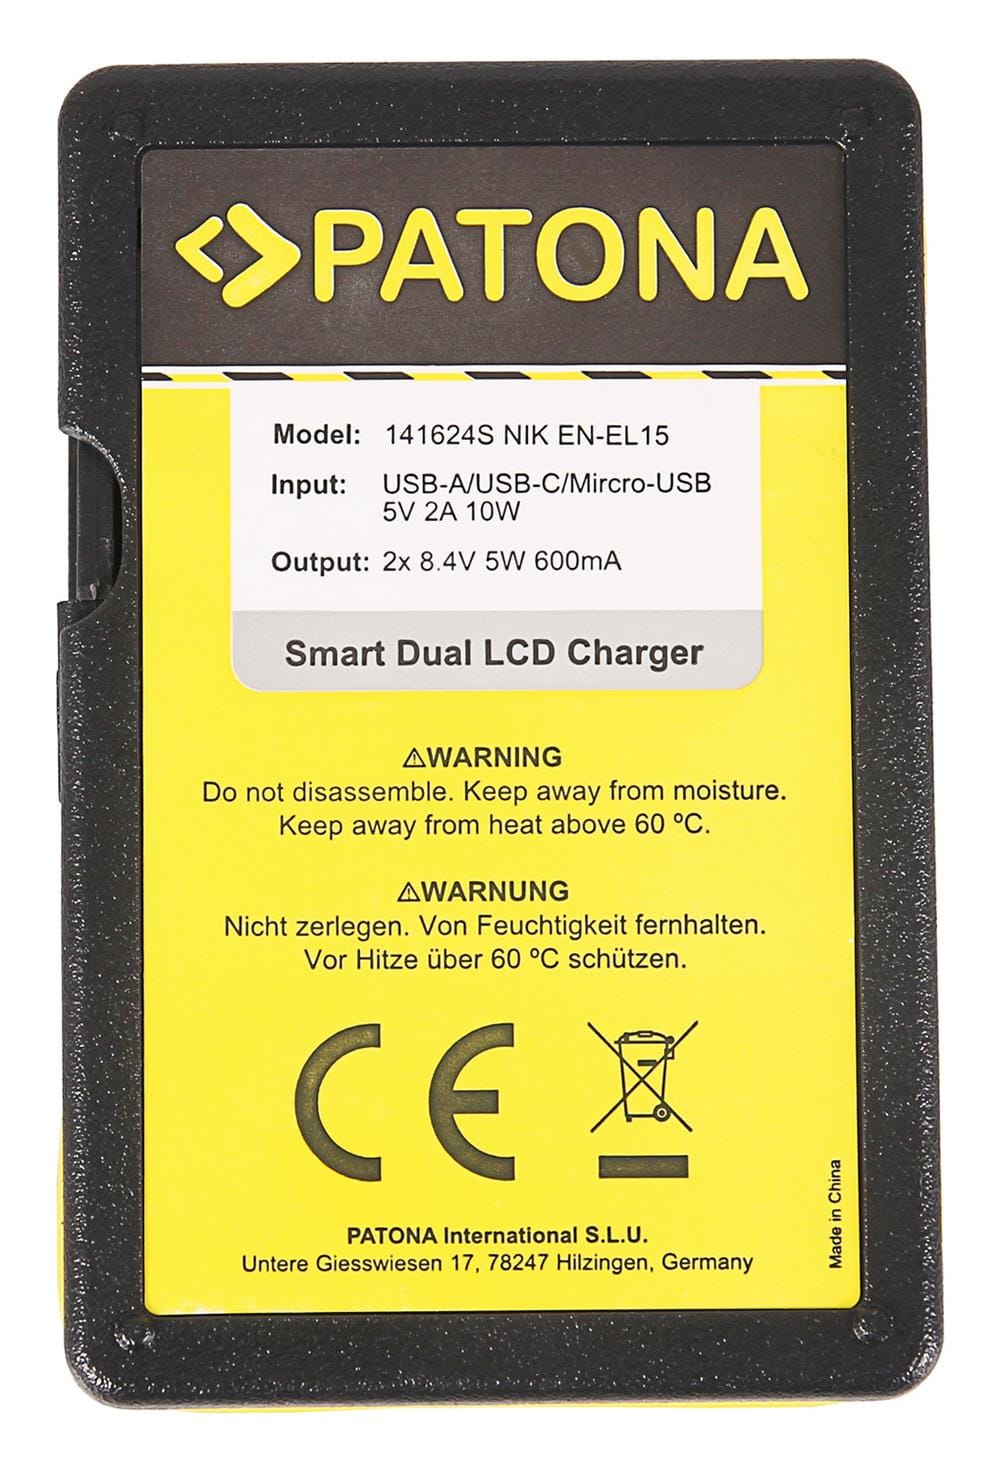 PATONA
Model: 141624S NIK EN-EL15
Input: USB-A/USB-C/Mircro-USB
5V 2A 10W
Output: 2x 8.4V 5W 600mA
Smart Dual LCD Charger
⚠WARNING
Do not disassemble. Keep away from moisture.
Keep away from heat above 60 ºC.
⚠WARNUNG
Nicht zerlegen. Von Feuchtigkeit fernhalten.
Vor Hitze über 60 ºC schützen.
CE
PATONA International S.L.U.
Untere Giesswiesen 17, 78247 Hilzingen, Germany
Made in China